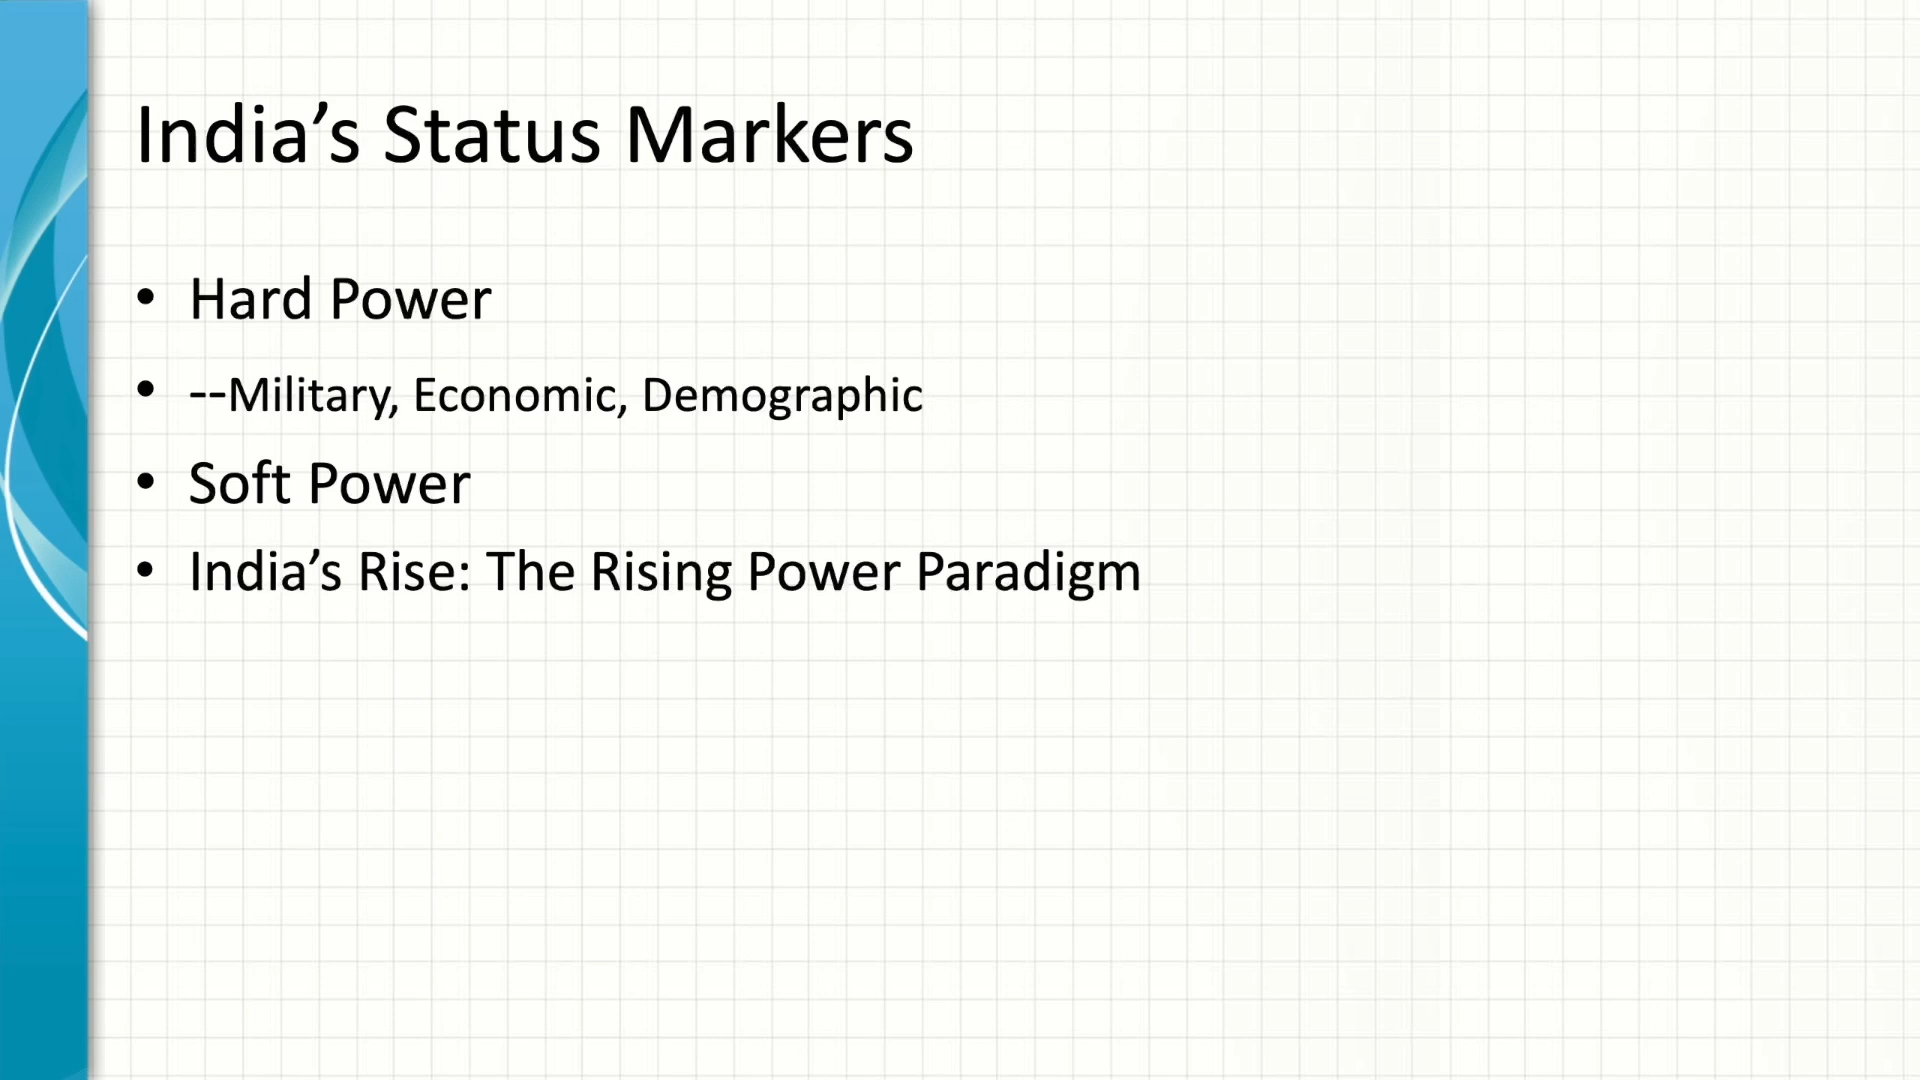 India’s Status Markers
• Hard Power
• --Military, Economic, Demographic
• Soft Power
• India’s Rise: The Rising Power Paradigm